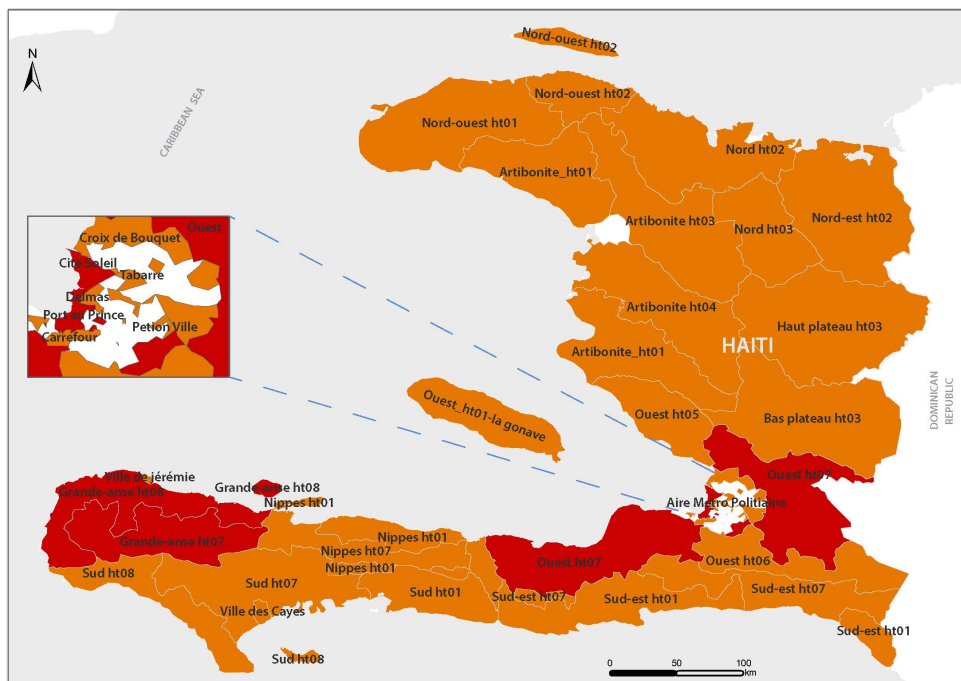 Nord-ouest ht02
N
CARIBBEAN SEA
Nord-ouest ht02
Nord-ouest ht01
Nord ht02
Artibonite_ht01
Ouest
Artibonite ht03
Nord-est ht02
Croix de Bouquet
Nord ht03
Cite Soleil
Tabarre
Delmas
Artibonite ht04
Port au Prince
Petion Ville
Haut plateau ht03
Carrefour
HAITI
Artibonite_ht01
DOMINICAN
REPUBLIC
Ouest_ht01-la gonave
Ouest ht05
Bas plateau ht03
Ville de jérémie
Ouest ht07
Grande-anse ht08
Grande-anse ht08
Nippes ht01
Aire Metro Politiaine
Grande-anse ht07
Nippes ht01
Nippes ht07
Nippes ht01
Ouest ht07
Ouest ht06
Sud ht08
Sud ht07
Sud ht01
Sud-est ht07
Sud-est ht01
Sud-est ht07
Ville des Cayes
Sud-est ht01
Sud ht08
0 50 100
km